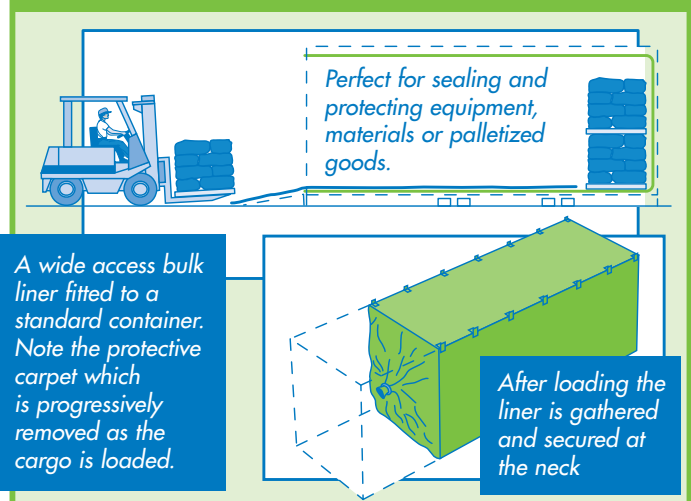 Perfect for sealing and
protecting equipment,
materials or palletized
goods.
A wide access bulk
liner fitted to a
standard container.
Note the protective
carpet which
is progressively
removed as the
cargo is loaded.
After loading the
liner is gathered
and secured at
the neck